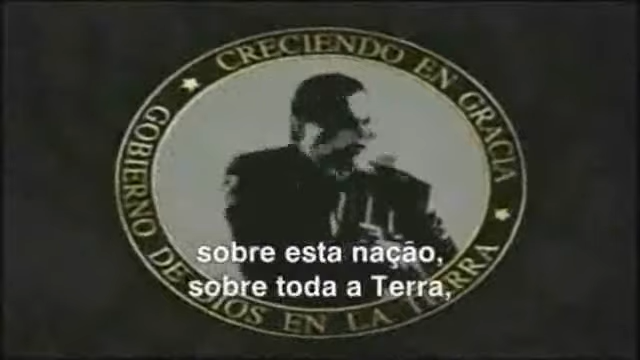 CRECIENDO EN GRACIA
GOBIERNO DE DIOS EN LA TIERRA
sobre esta nação,
sobre toda a Terra,